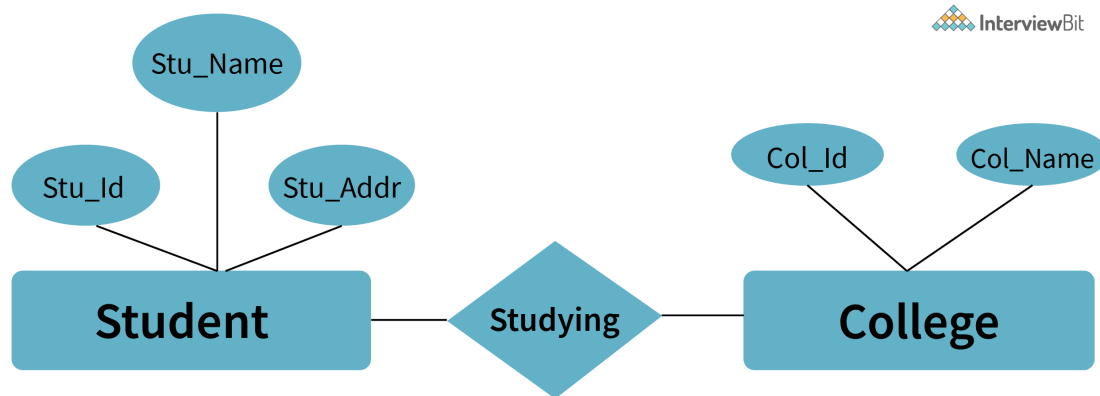 InterviewBit
Stu_Name
Stu_Id
Stu_Addr
Col_Id
Col_Name
Student
Studying
College